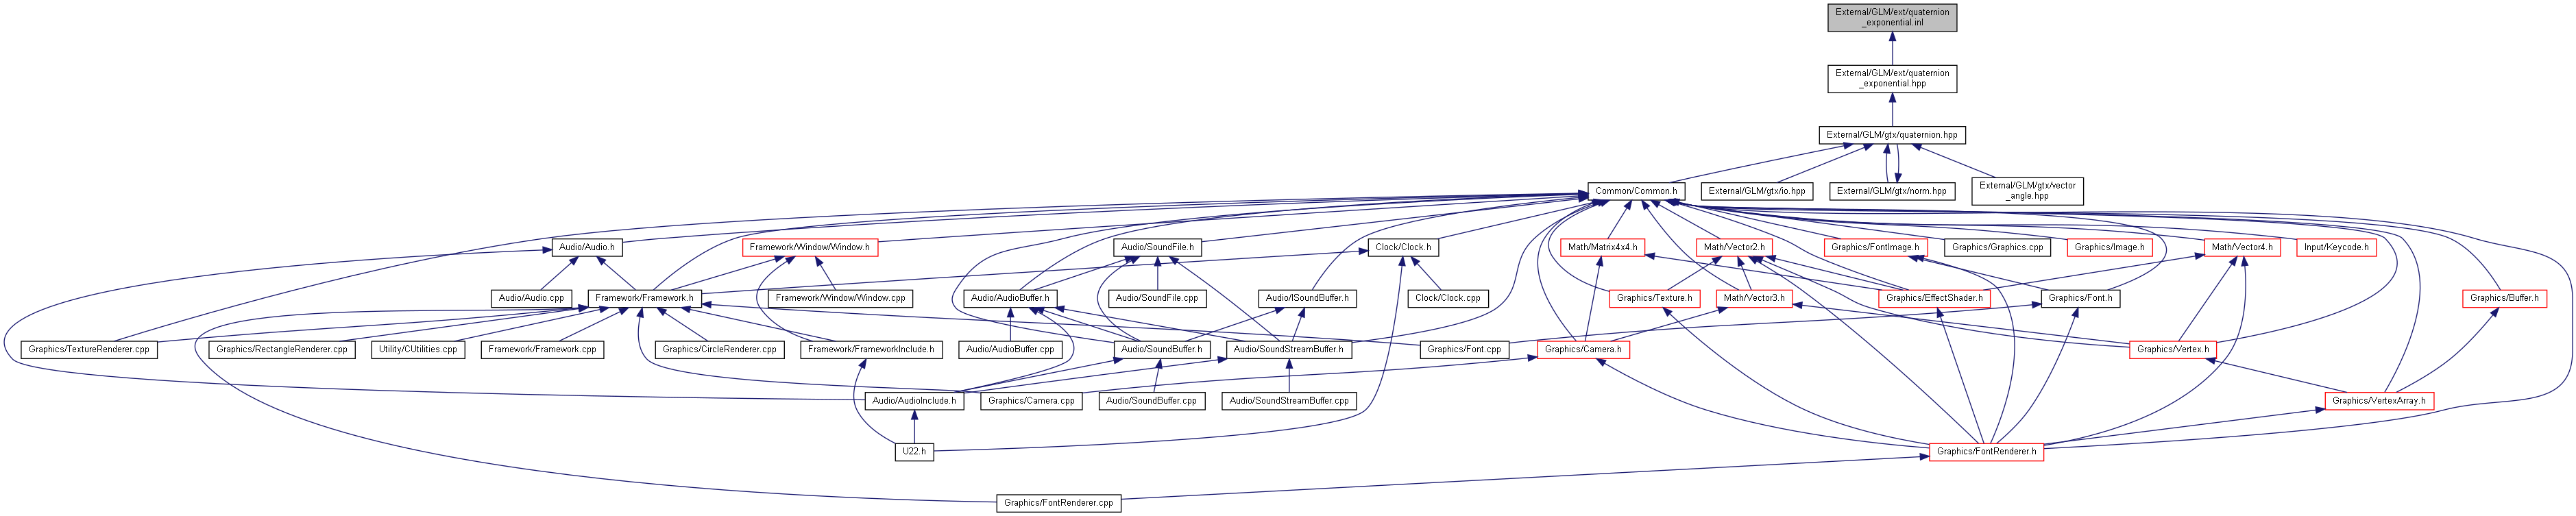 External/GLM/ext/quaternion
_exponential.inl
External/GLM/ext/quaternion
_exponential.hpp
External/GLM/gtx/quaternion.hpp
Common/Common.h
External/GLM/gtx/io.hpp
External/GLM/gtx/norm.hpp
External/GLM/gtx/vector
_angle.hpp
Audio/Audio.h
Framework/Window/Window.h
Audio/SoundFile.h
Clock/Clock.h
Math/Matrix4x4.h
Math/Vector2.h
Graphics/FontImage.h
Graphics/Graphics.cpp
Graphics/Image.h
Math/Vector4.h
Input/Keycode.h
Audio/Audio.cpp
Framework/Framework.h
Framework/Window/Window.cpp
Audio/AudioBuffer.h
Audio/SoundFile.cpp
Audio/ISoundBuffer.h
Clock/Clock.cpp
Graphics/Texture.h
Math/Vector3.h
Graphics/EffectShader.h
Graphics/Font.h
Graphics/Buffer.h
Graphics/TextureRenderer.cpp
Graphics/RectangleRenderer.cpp
Utility/CUtilities.cpp
Framework/Framework.cpp
Graphics/CircleRenderer.cpp
Framework/FrameworkInclude.h
Audio/AudioBuffer.cpp
Audio/SoundBuffer.h
Audio/SoundStreamBuffer.h
Graphics/Font.cpp
Graphics/Camera.h
Graphics/Vertex.h
Audio/AudioInclude.h
Graphics/Camera.cpp
Audio/SoundBuffer.cpp
Audio/SoundStreamBuffer.cpp
Graphics/VertexArray.h
U22.h
Graphics/FontRenderer.h
Graphics/FontRenderer.cpp